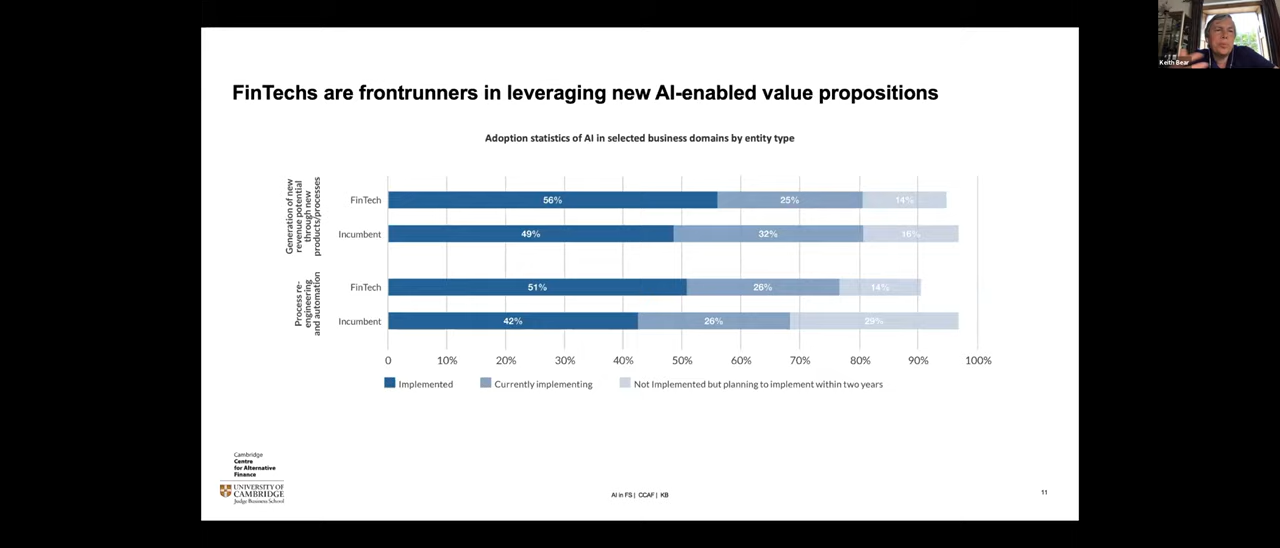 Keith Bear
FinTechs are frontrunners in leveraging new AI-enabled value propositions
Adoption statistics of AI in selected business domains by entity type
Generation of new
revenue potential
through new
products/processes
FinTech
56%
25%
14%
Incumbent
49%
32%
16%
Process re-
engineering
and automation
FinTech
51%
26%
14%
Incumbent
42%
26%
29%
0
10%
20%
30%
40%
50%
60%
70%
80%
90%
100%
Implemented
Currently implementing
Not Implemented but planning to implement within two years
Cambridge
Centre
for Alternative
Finance
UNIVERSITY OF
CAMBRIDGE
Judge Business School
AI in FS | CCAF | KB
11